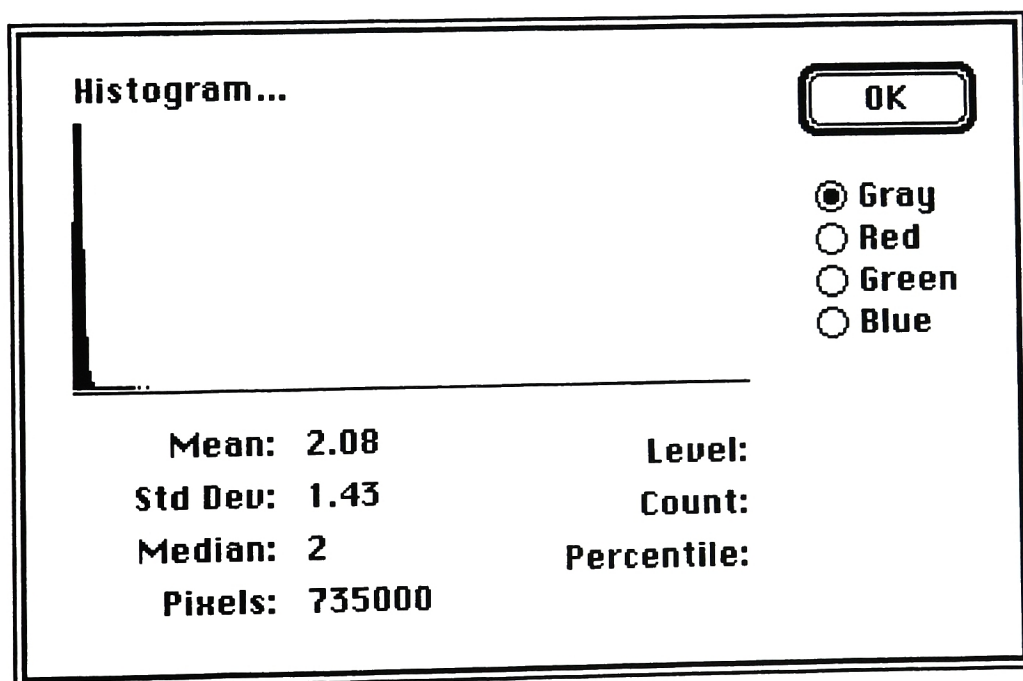 Histogram...
OK
Gray
Red
Green
Blue
Mean: 2.08
Level:
Std Dev: 1.43
Count:
Median: 2
Percentile:
Pixels: 735000